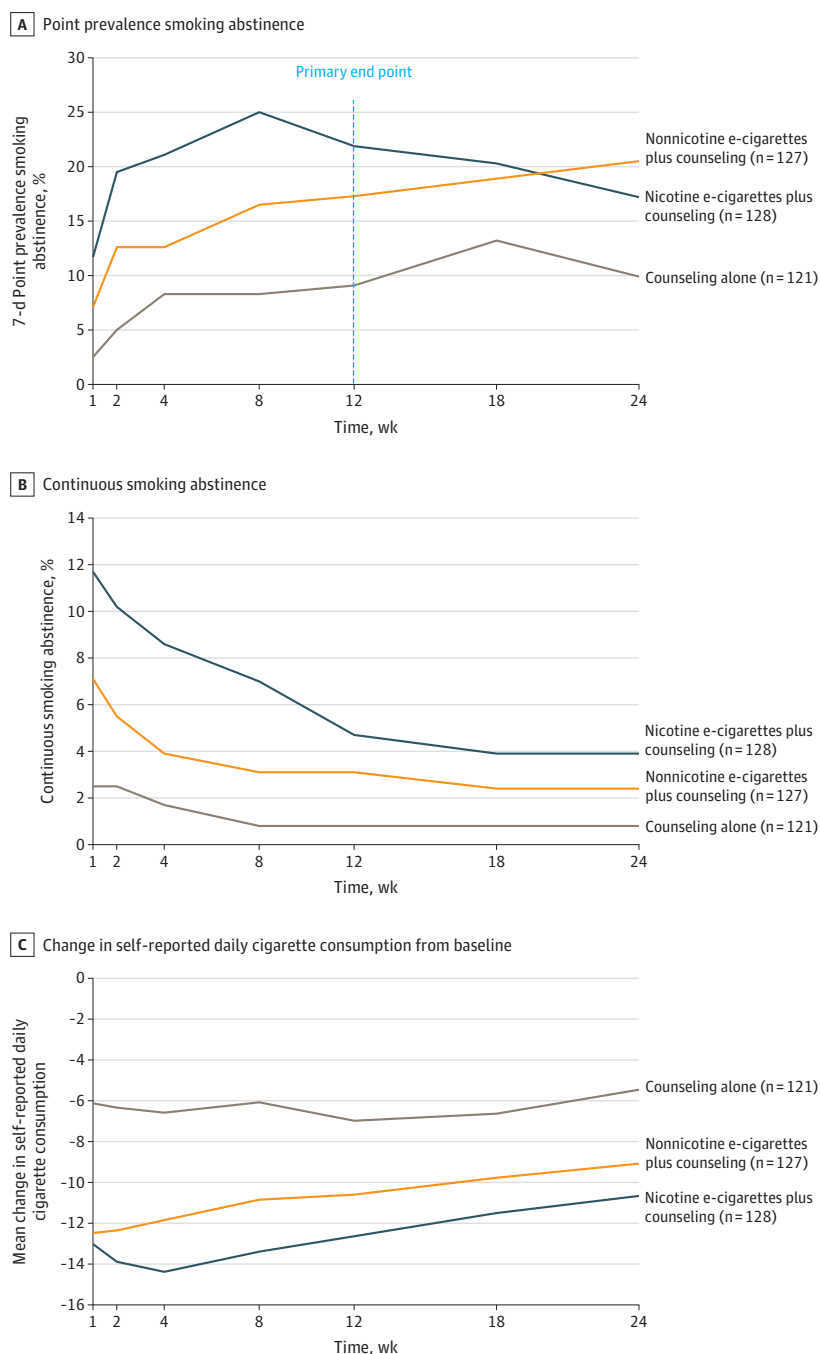 A Point prevalence smoking abstinence
30
25
20
15
10
5
0
7-d Point prevalence smoking
abstinence, %
Primary end point
Nonnicotine e-cigarettes
plus counseling (n=127)
Nicotine e-cigarettes plus
counseling (n=128)
Counseling alone (n=121)
1 2 4 8 12 18 24
Time, wk
B Continuous smoking abstinence
14
12
10
8
6
4
2
0
Continuous smoking abstinence, %
Nicotine e-cigarettes plus
counseling (n=128)
Nonnicotine e-cigarettes
plus counseling (n=127)
Counseling alone (n=121)
1 2 4 8 12 18 24
Time, wk
C Change in self-reported daily cigarette consumption from baseline
0
-2
-4
-6
-8
-10
-12
-14
-16
Mean change in self-reported daily
cigarette consumption
Counseling alone (n=121)
Nonnicotine e-cigarettes
plus counseling (n=127)
Nicotine e-cigarettes plus
counseling (n=128)
1 2 4 8 12 18 24
Time, wk